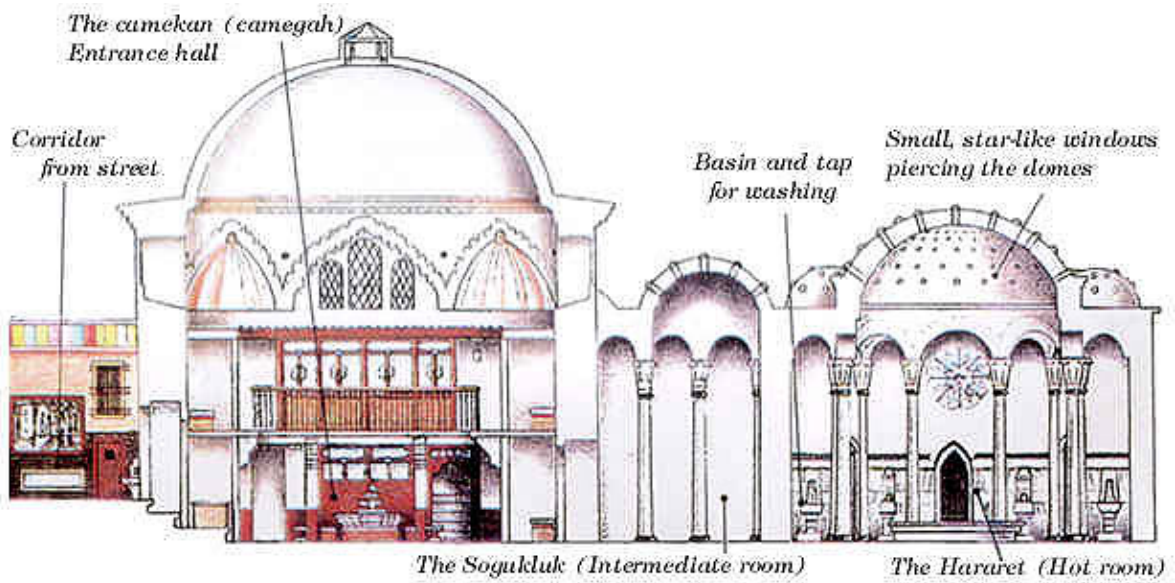 The camekan (camegah)
Entrance hall
Corridor
from street
Basin and tap
for washing
Small, star-like windows
piercing the domes
The Sogukluk (Intermediate room)
The Hararet (Hot room)